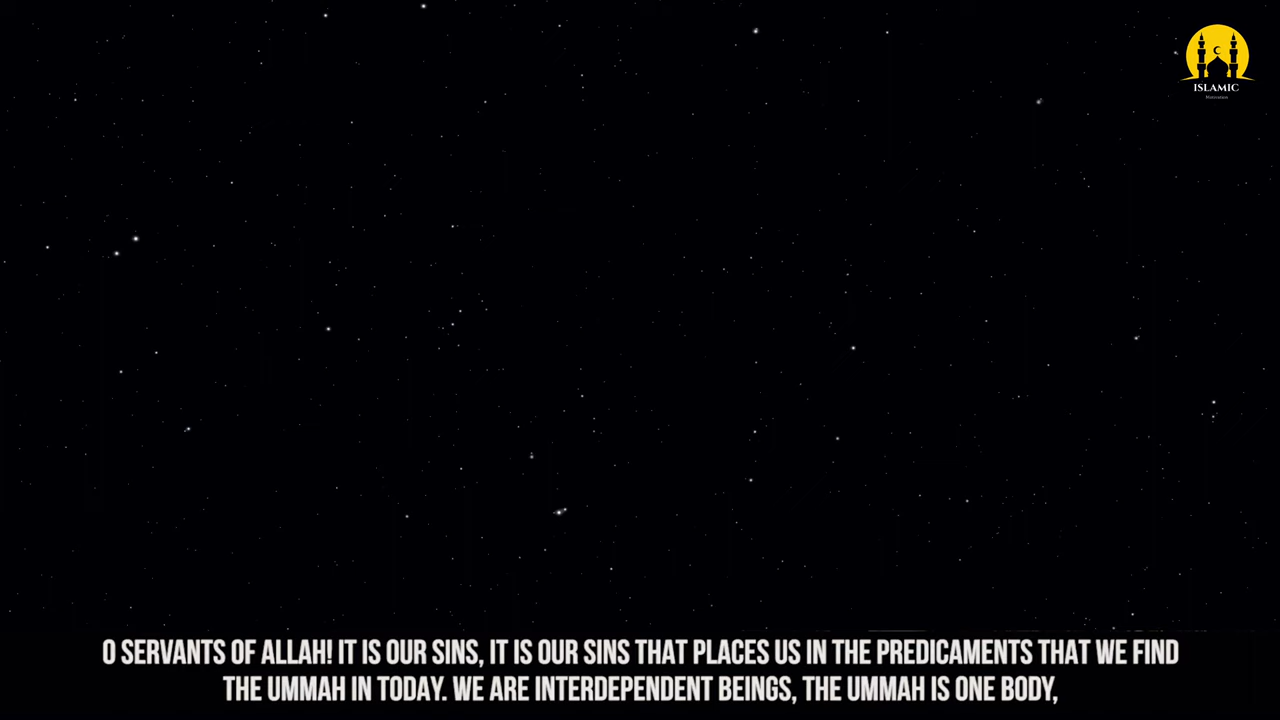 ISLAMIC
Motivation
O SERVANTS OF ALLAH! IT IS OUR SINS, IT IS OUR SINS THAT PLACES US IN THE PREDICAMENTS THAT WE FIND
THE UMMAH IN TODAY. WE ARE INTERDEPENDENT BEINGS, THE UMMAH IS ONE BODY,